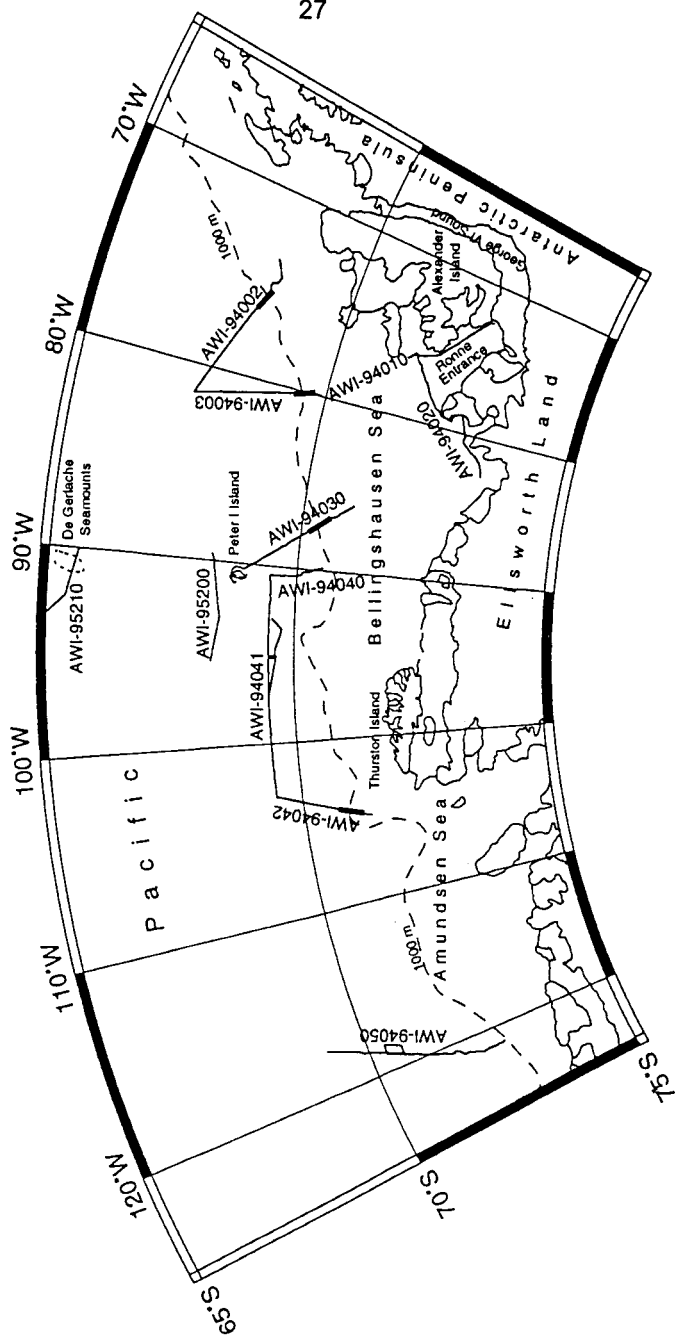 27
70°W
80°W
90°W
100°W
110°W
120°W
65°S
70°S
75°S
1000 m
AWI-94002
AWI-94003
De Gerlache
Seamounts
AWI-95210
AWI-95200
Peter I Island
AWI-94030
AWI-94040
AWI-94041
AWI-94042
AWI-94010
AWI-94020
AWI-94050
Ronne
Entrance
Alexander
Island
George VI Sound
Antarctic Peninsula
Bellingshausen Sea
Ellsworth Land
Thurston Island
Amundsen Sea
1000 m
Pacific